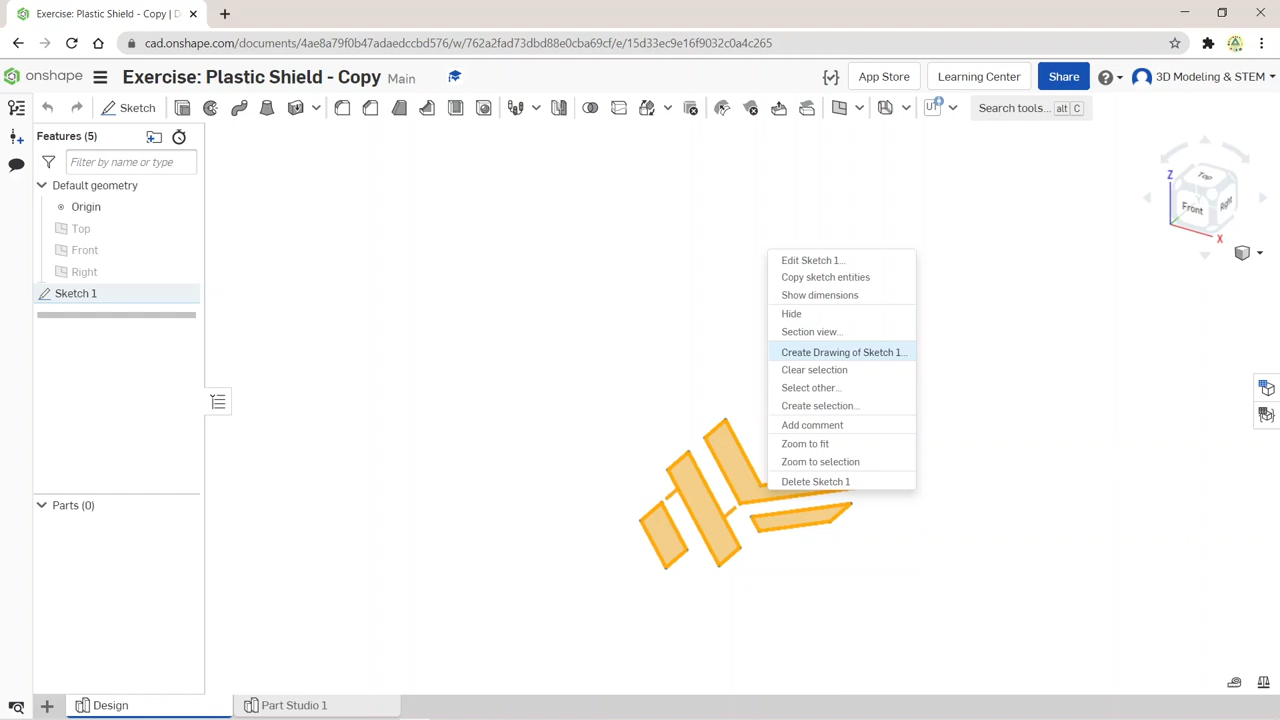 Exercise: Plastic Shield - Copy | D
cad.onshape.com/documents/4ae8a79f0b47adaedccbd576/w/762a2fad73dbd88e0cba69cf/e/15d33ec9e16f9032c0a4c265
onshape
Exercise: Plastic Shield - Copy Main
App Store
Learning Center
Share
3D Modeling & STEM
Sketch
Search tools... alt C
Features (5)
Filter by name or type
Default geometry
Origin
Top
Front
Right
Sketch 1
Parts (0)
Edit Sketch 1...
Copy sketch entities
Show dimensions
Hide
Section view...
Create Drawing of Sketch 1...
Clear selection
Select other...
Create selection...
Add comment
Zoom to fit
Zoom to selection
Delete Sketch 1
Z
Top
Front
Right
X
Design
Part Studio 1